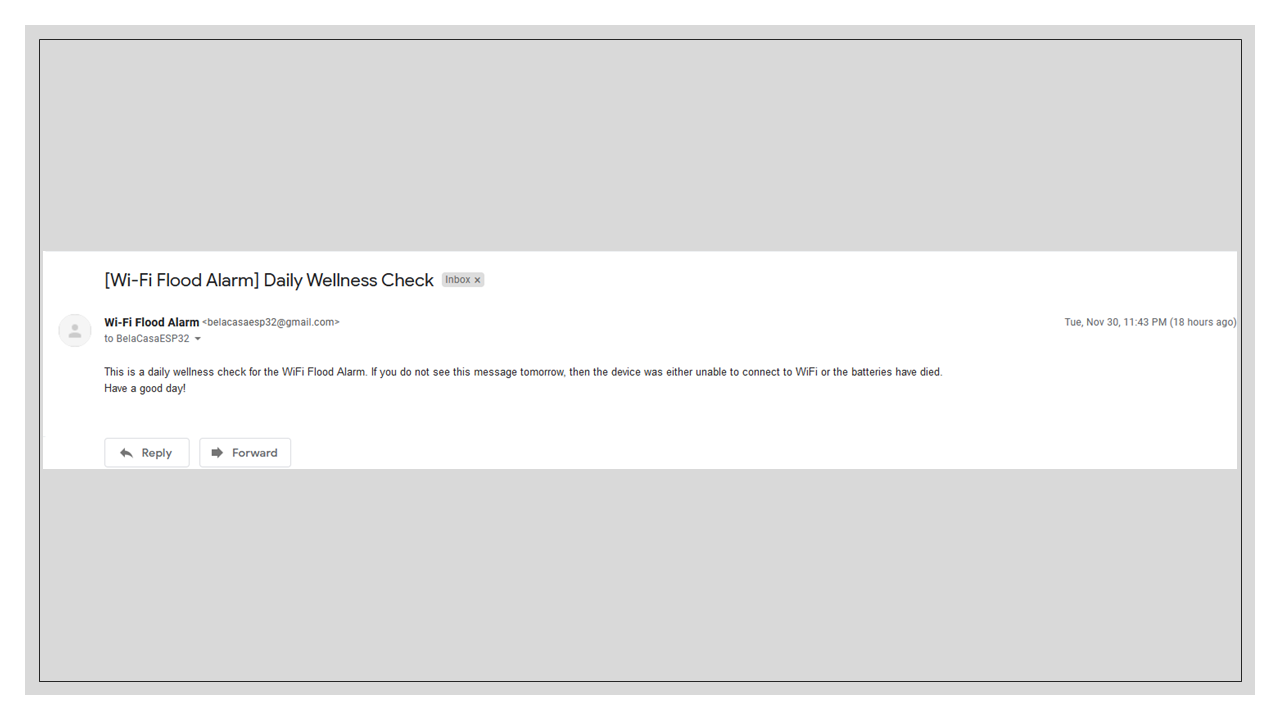 [Wi-Fi Flood Alarm] Daily Wellness Check Inbox x
Wi-Fi Flood Alarm <belacasaesp32@gmail.com> Tue, Nov 30, 11:43 PM (18 hours ago)
to BelaCasaESP32
This is a daily wellness check for the WiFi Flood Alarm. If you do not see this message tomorrow, then the device was either unable to connect to WiFi or the batteries have died.
Have a good day!
Reply Forward